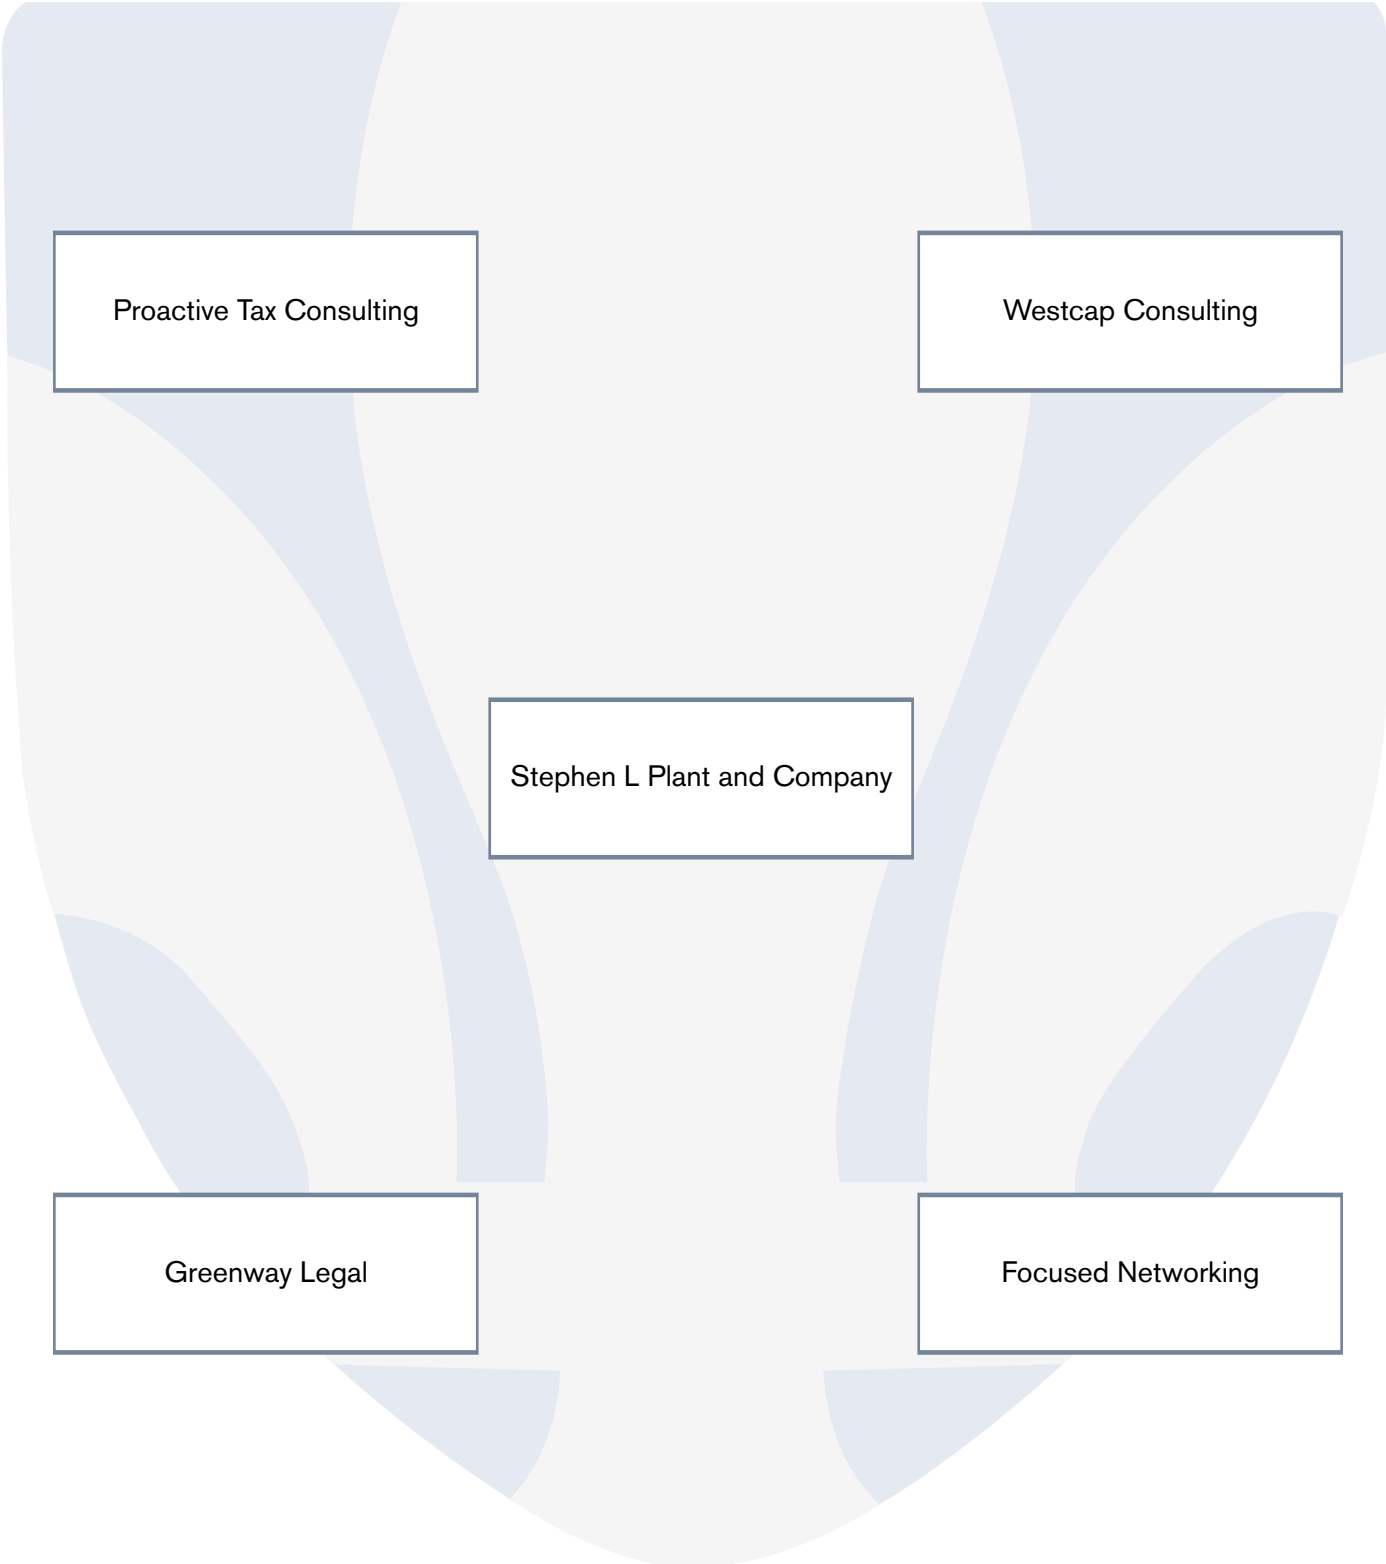 Proactive Tax Consulting
Westcap Consulting
Stephen L Plant and Company
Greenway Legal
Focused Networking